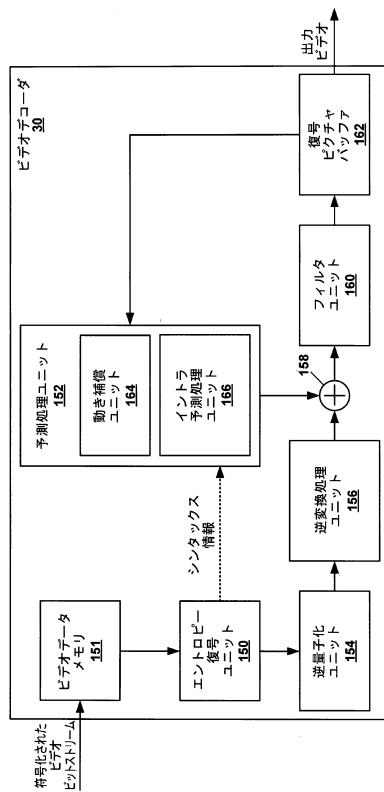 ビデオデコーダ
30
符号化された
ビデオ
ビットストリーム
ビデオデータ
メモリ
151
エントロピー
復号
ユニット
150
シンタックス
情報
予測処理ユニット
152
動き補償
ユニット
164
イントラ
予測処理
ユニット
166
逆量子化
ユニット
154
逆変換処理
ユニット
156
158
フィルタ
ユニット
160
復号
ピクチャ
バッファ
162
出力
ビデオ